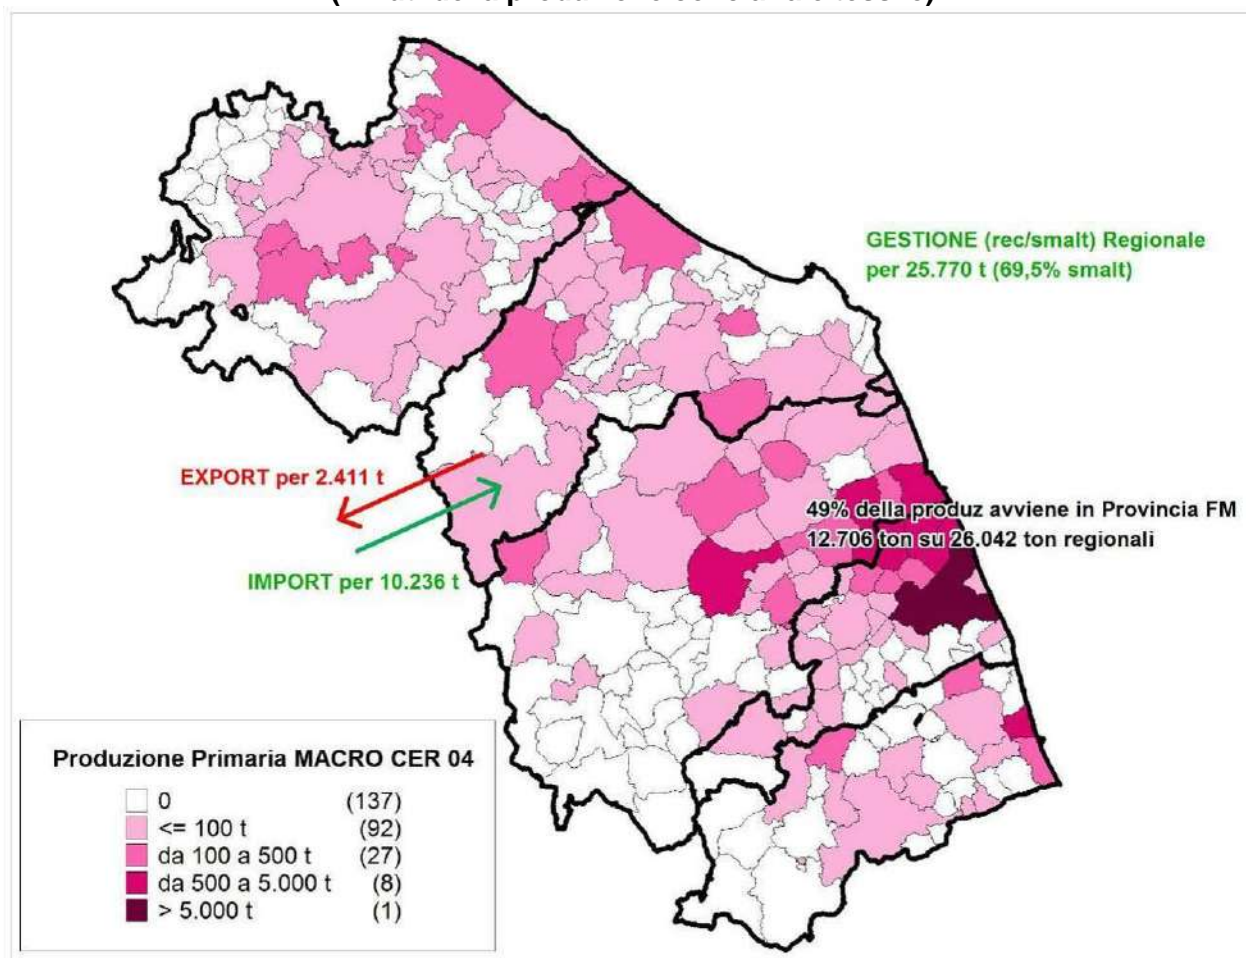 GESTIONE (rec/smalt) Regionale
per 25.770 t (69,5% smalt)
EXPORT per 2.411 t
49% della produz avviene in Provincia FM
12.706 ton su 26.042 ton regionali
IMPORT per 10.236 t
Produzione Primaria MACRO CER 04
0 (137)
<= 100 t (92)
da 100 a 500 t (27)
da 500 a 5.000 t (8)
> 5.000 t (1)